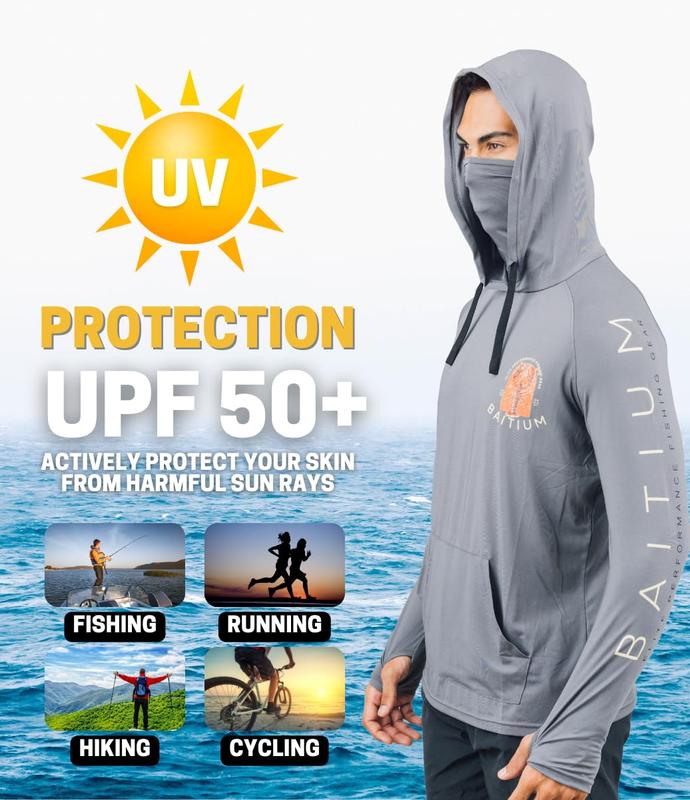 UV
PROTECTION
UPF 50+
ACTIVELY PROTECT YOUR SKIN
FROM HARMFUL SUN RAYS
FISHING
RUNNING
HIKING
CYCLING
BAITIUM
BAITIUM
PERFORMANCE FISHING GEAR